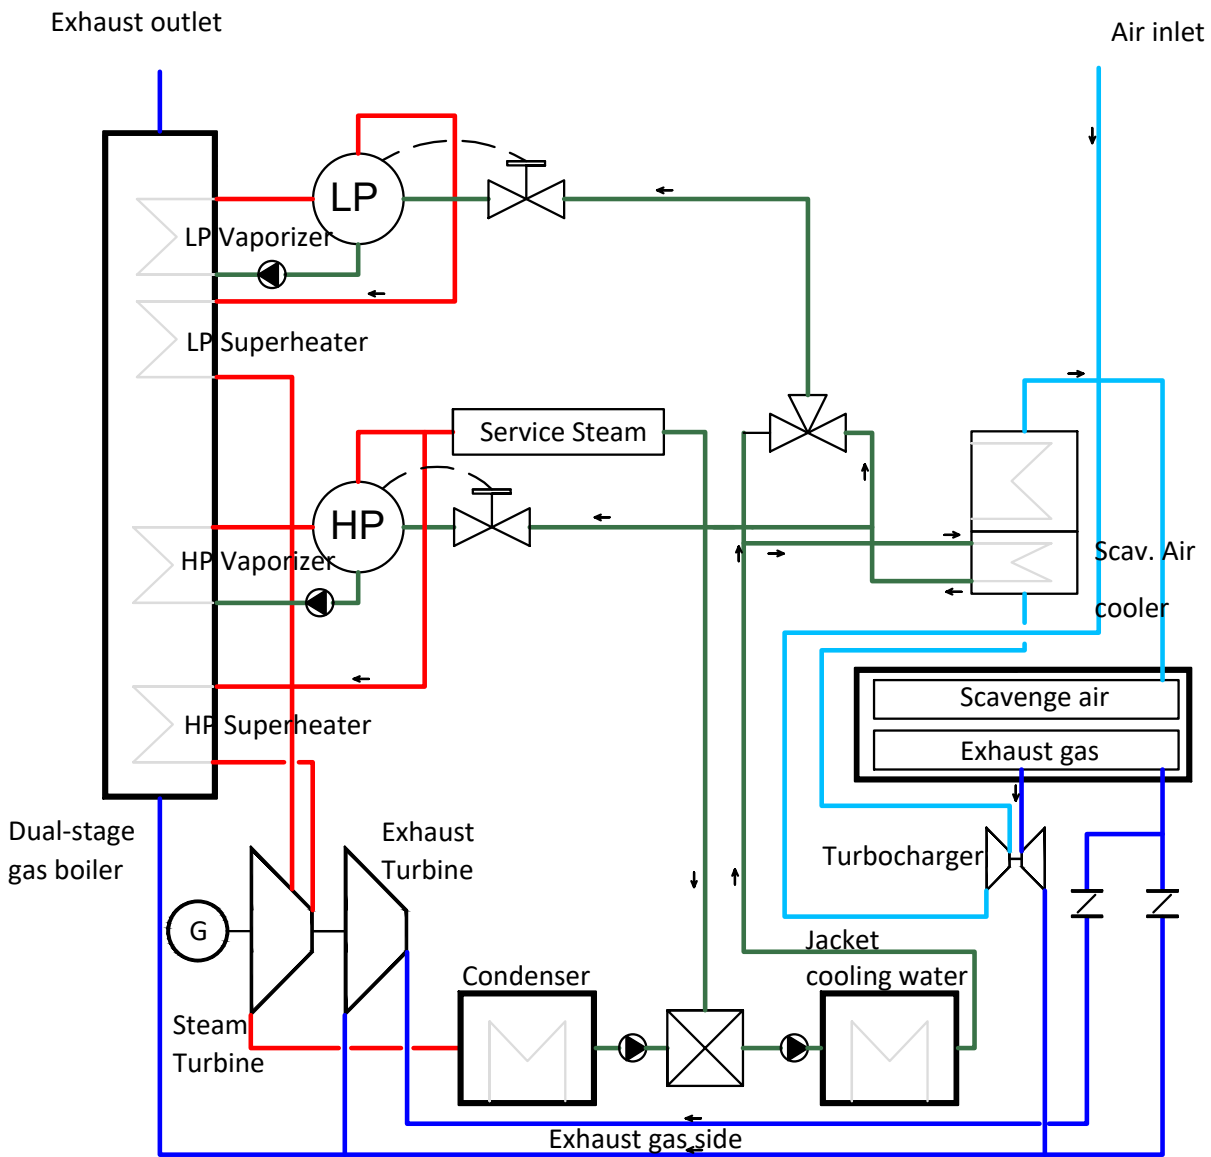 Exhaust outlet
Air inlet
LP
LP Vaporizer
LP Superheater
Service Steam
HP
HP Vaporizer
Scav. Air
cooler
HP Superheater
Scavenge air
Exhaust gas
Dual-stage
gas boiler
Exhaust
Turbine
Turbocharger
G
Jacket
cooling water
Condenser
Steam
Turbine
Exhaust gas side